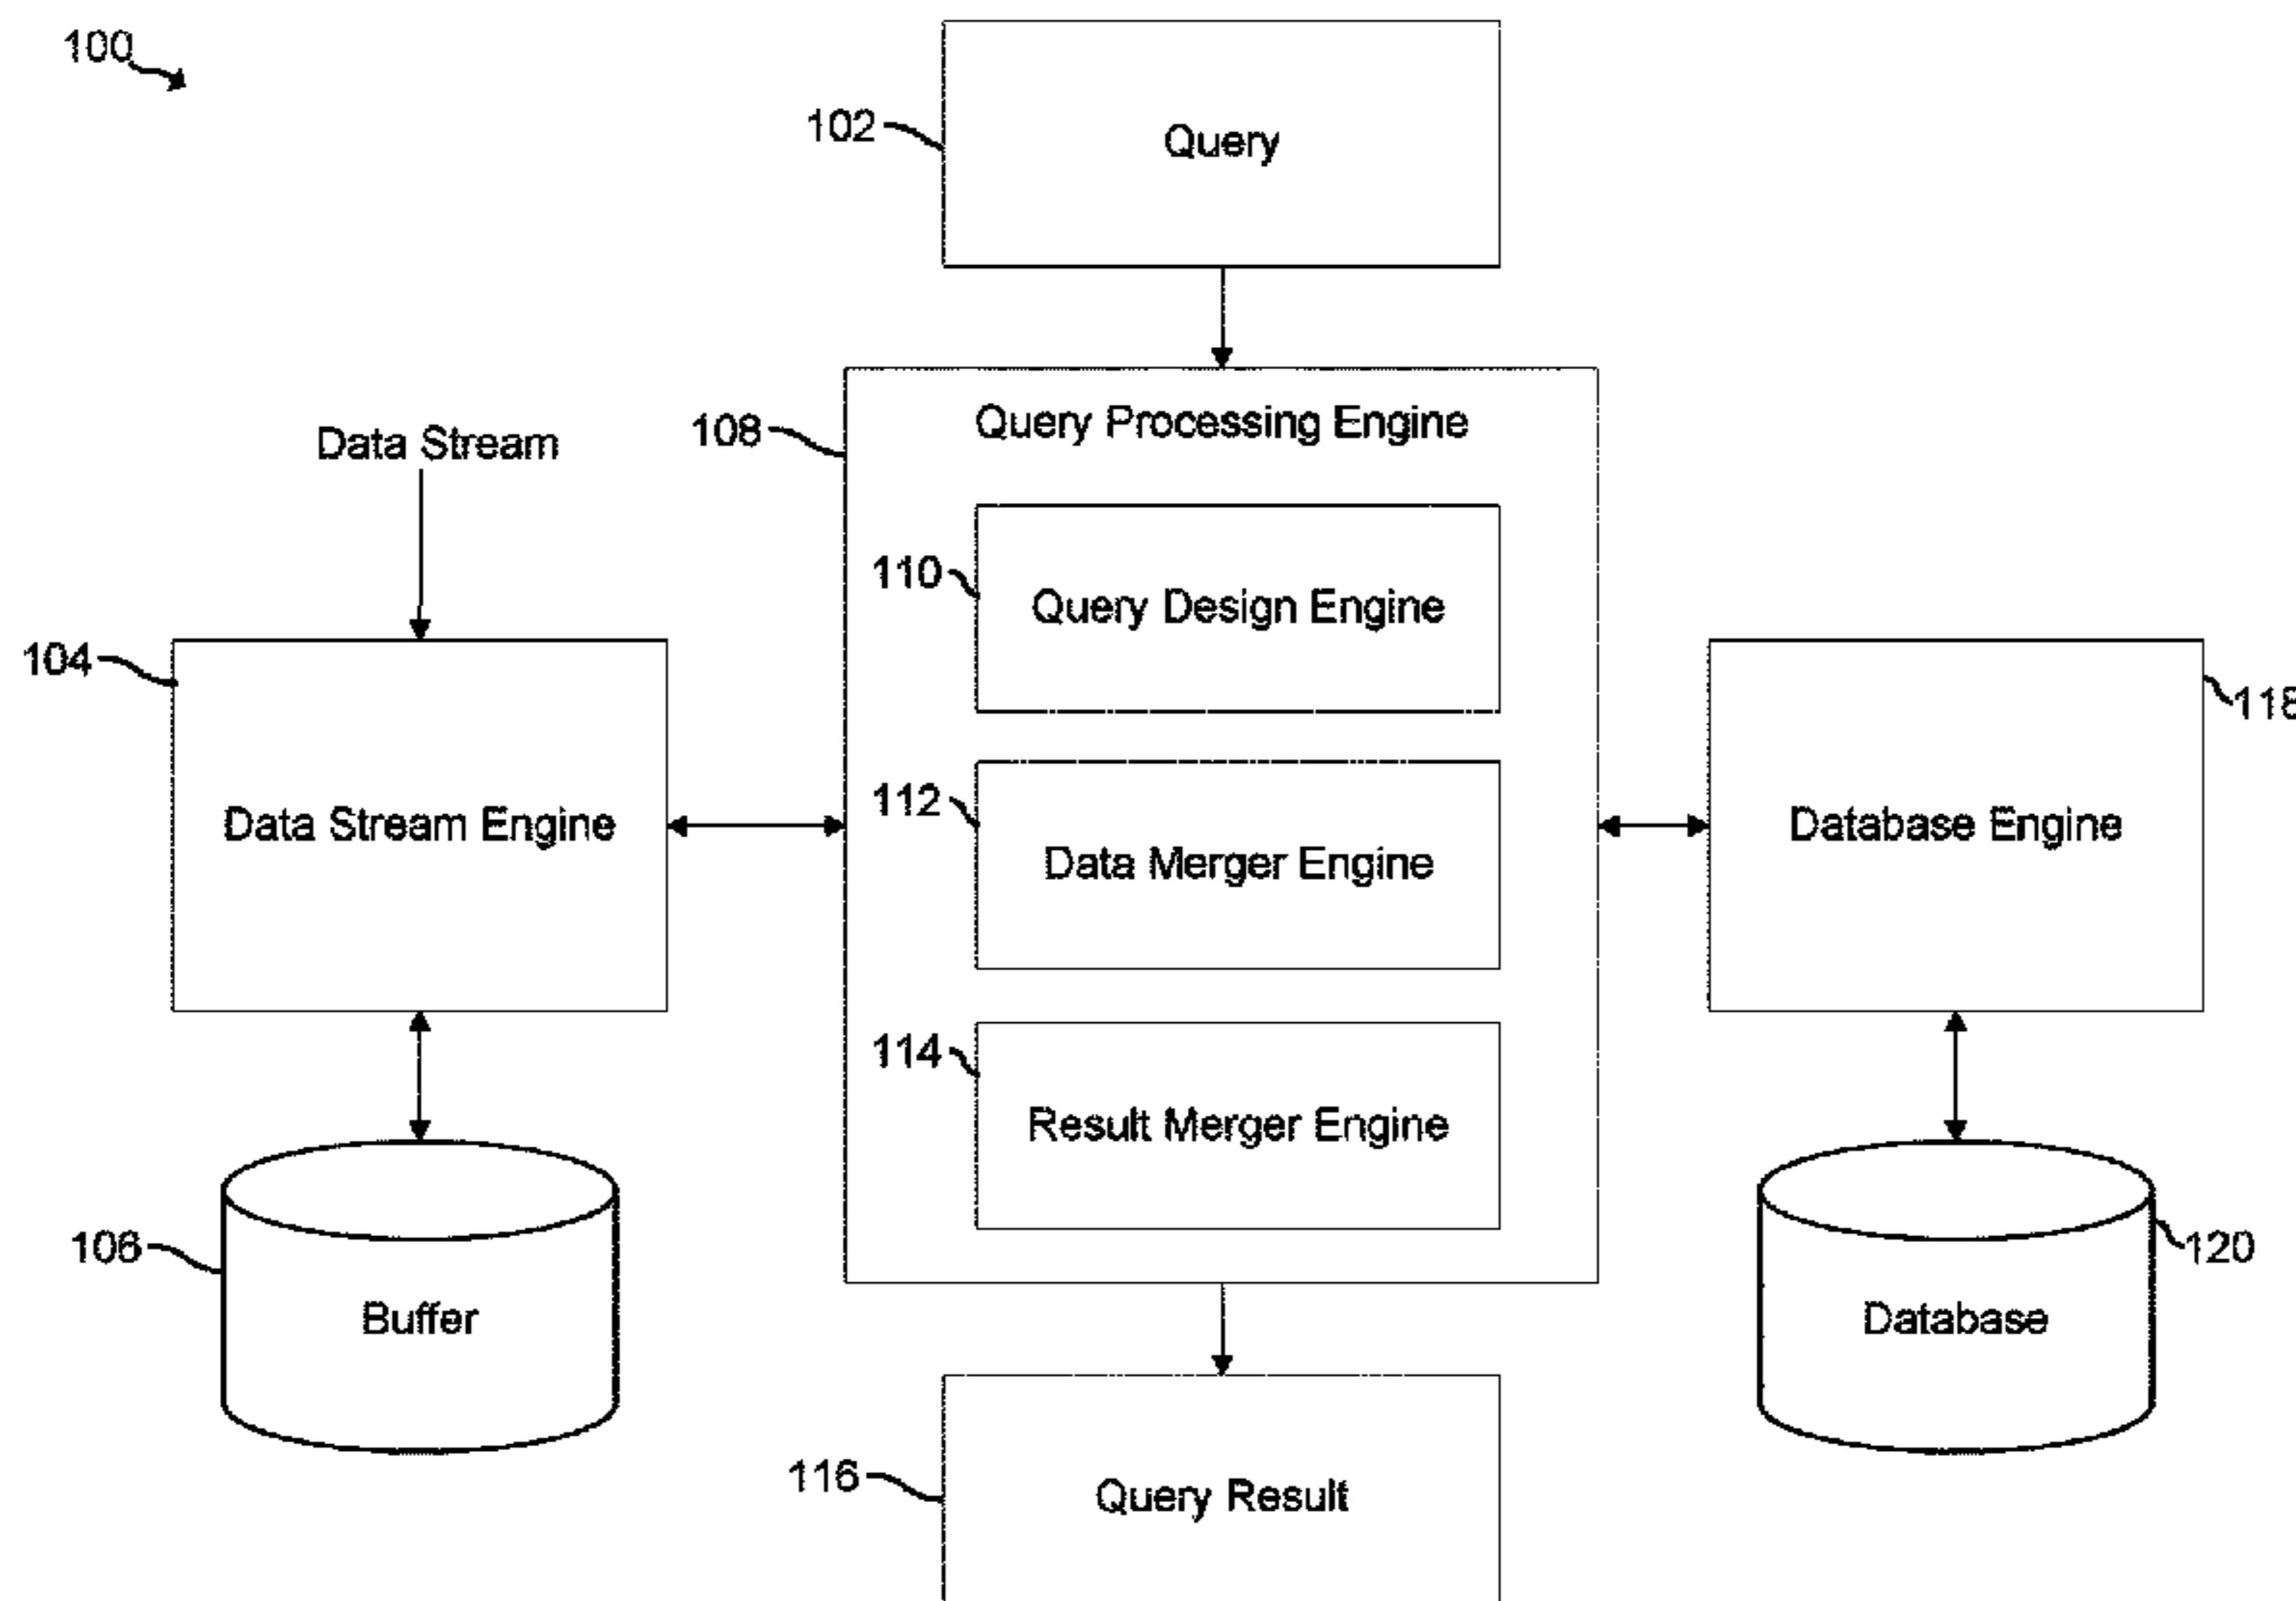 100
102
Query
108
Query Processing Engine
Data Stream
110
Query Design Engine
104
118
112
Data Stream Engine
Data Merger Engine
Database Engine
114
Result Merger Engine
106
120
Buffer
Database
116
Query Result